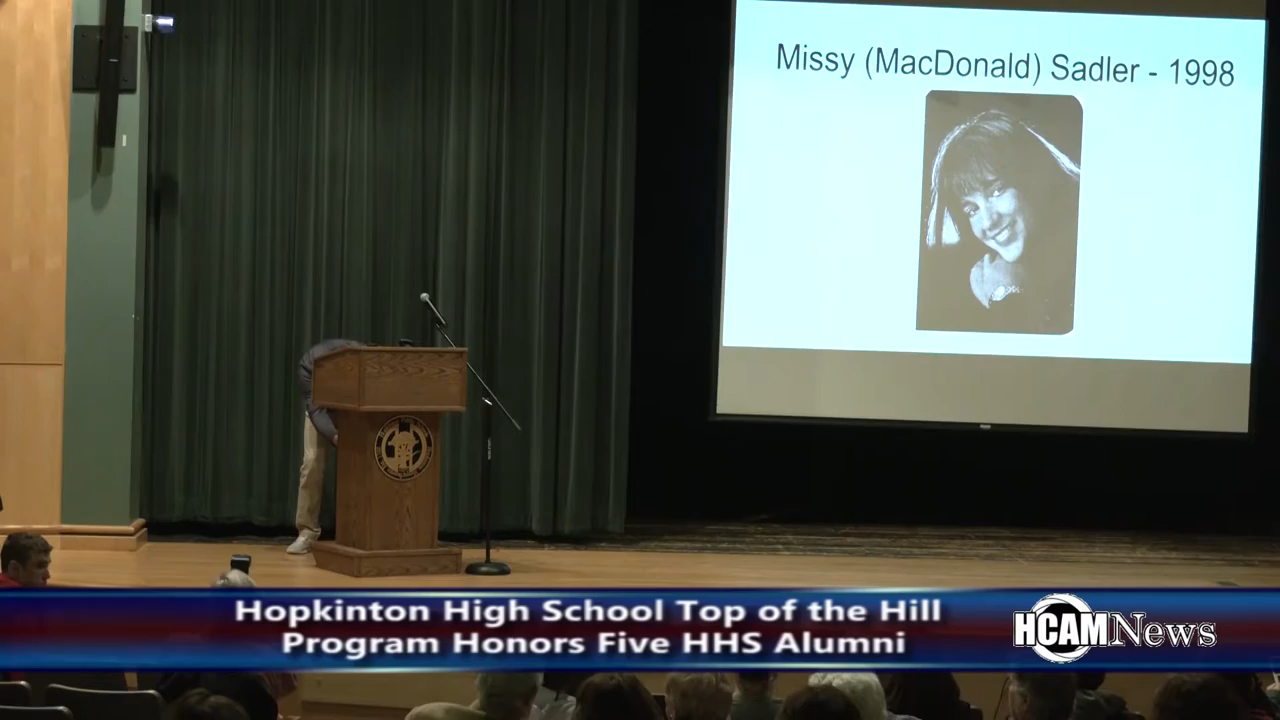 Missy (MacDonald) Sadler - 1998
Hopkinton High School Top of the Hill
Program Honors Five HHS Alumni
HCAMNews